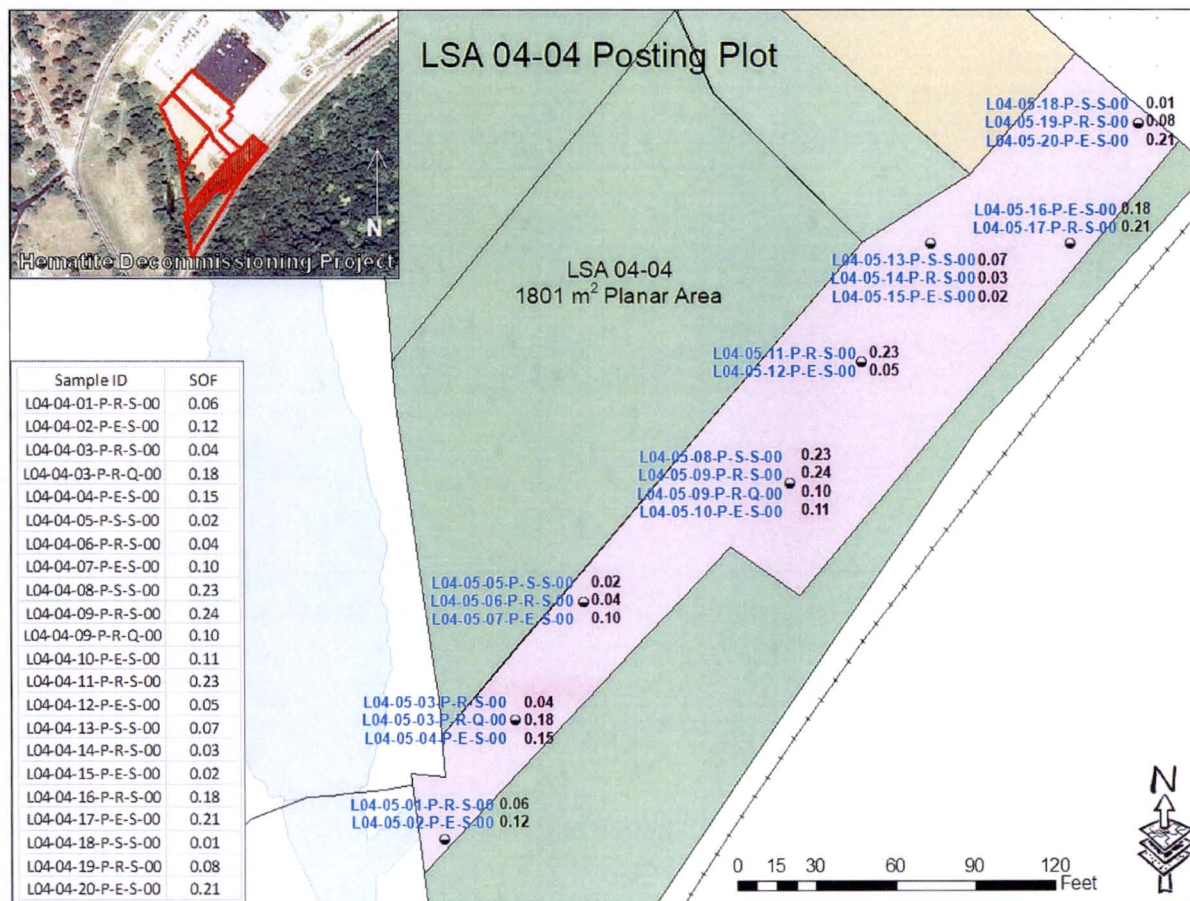 LSA 04-04 Posting Plot
N
Hematite Decommissioning Project
LSA 04-04
1801 m² Planar Area
L04-05-18-P-S-S-00 0.01
L04-05-19-P-R-S-00 0.08
L04-05-20-P-E-S-00 0.21
L04-05-16-P-E-S-00 0.18
L04-05-17-P-R-S-00 0.21
L04-05-13-P-S-S-00 0.07
L04-05-14-P-R-S-00 0.03
L04-05-15-P-E-S-00 0.02
L04-05-11-P-R-S-00 0.23
L04-05-12-P-E-S-00 0.05
L04-05-08-P-S-S-00 0.23
L04-05-09-P-R-S-00 0.24
L04-05-09-P-R-Q-00 0.10
L04-05-10-P-E-S-00 0.11
L04-05-05-P-S-S-00 0.02
L04-05-06-P-R-S-00 0.04
L04-05-07-P-E-S-00 0.10
L04-05-03-P-R-S-00 0.04
L04-05-03-P-R-Q-00 0.18
L04-05-04-P-E-S-00 0.15
L04-05-01-P-R-S-00 0.06
L04-05-02-P-E-S-00 0.12
Sample ID SOF
L04-04-01-P-R-S-00 0.06
L04-04-02-P-E-S-00 0.12
L04-04-03-P-R-S-00 0.04
L04-04-03-P-R-Q-00 0.18
L04-04-04-P-E-S-00 0.15
L04-04-05-P-S-S-00 0.02
L04-04-06-P-R-S-00 0.04
L04-04-07-P-E-S-00 0.10
L04-04-08-P-S-S-00 0.23
L04-04-09-P-R-S-00 0.24
L04-04-09-P-R-Q-00 0.10
L04-04-10-P-E-S-00 0.11
L04-04-11-P-R-S-00 0.23
L04-04-12-P-E-S-00 0.05
L04-04-13-P-S-S-00 0.07
L04-04-14-P-R-S-00 0.03
L04-04-15-P-E-S-00 0.02
L04-04-16-P-R-S-00 0.18
L04-04-17-P-E-S-00 0.21
L04-04-18-P-S-S-00 0.01
L04-04-19-P-R-S-00 0.08
L04-04-20-P-E-S-00 0.21
N
0 15 30 60 90 120
Feet